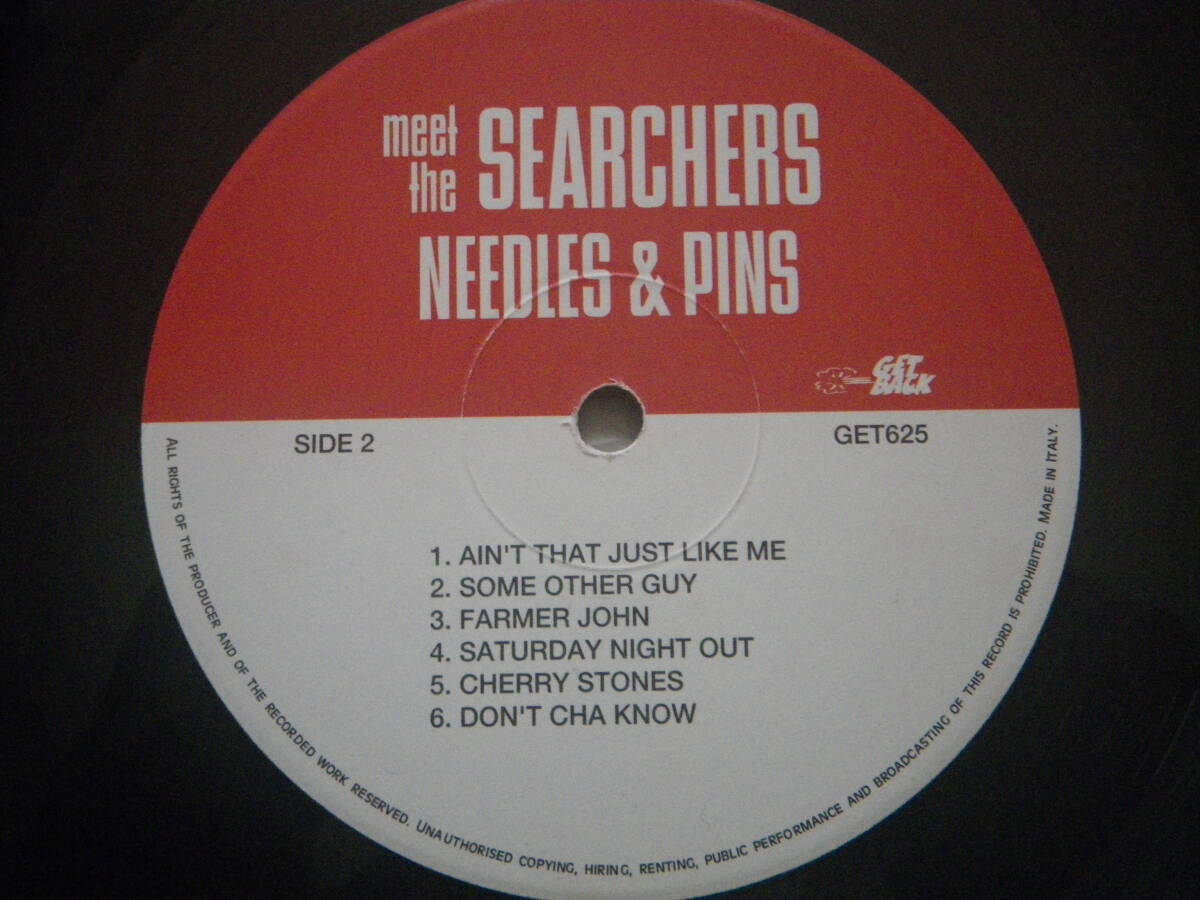 meet
the SEARCHERS
NEEDLES & PINS
GET
BACK
SIDE 2
GET625
1. AIN'T THAT JUST LIKE ME
2. SOME OTHER GUY
3. FARMER JOHN
4. SATURDAY NIGHT OUT
5. CHERRY STONES
6. DON'T CHA KNOW
ALL RIGHTS OF THE PRODUCER AND OF THE RECORDED WORK RESERVED. UNAUTHORISED COPYING, HIRING, RENTING, PUBLIC PERFORMANCE AND BROADCASTING OF THIS RECORD IS PROHIBITED. MADE IN ITALY.